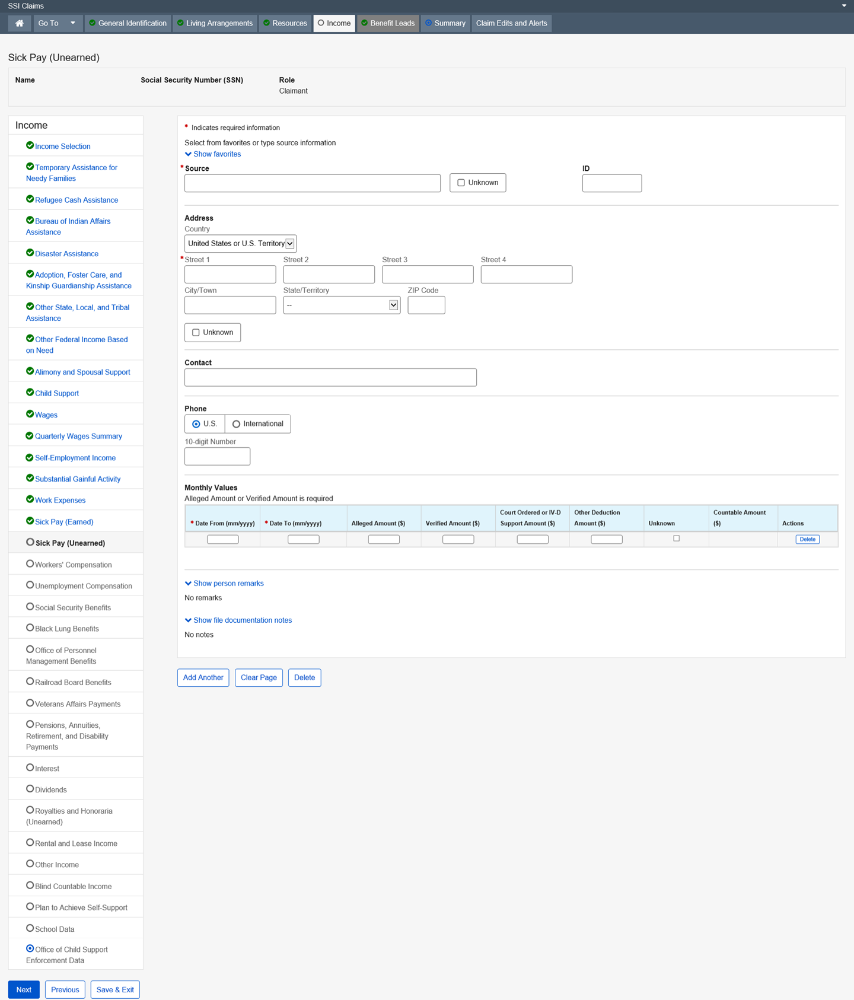 SSI Claims
Go To
General Identification
Living Arrangements
Resources
Income
Benefit Leads
Summary
Claim Edits and Alerts
Sick Pay (Unearned)
Name
Social Security Number (SSN)
Role
Claimant
Income
Income Selection
Temporary Assistance for
Needy Families
Refugee Cash Assistance
Bureau of Indian Affairs
Assistance
Disaster Assistance
Adoption, Foster Care, and
Kinship Guardianship Assistance
Other State, Local, and Tribal
Assistance
Other Federal Income Based
on Need
Alimony and Spousal Support
Child Support
Wages
Quarterly Wages Summary
Self-Employment Income
Substantial Gainful Activity
Work Expenses
Sick Pay (Earned)
Sick Pay (Unearned)
Workers' Compensation
Unemployment Compensation
Social Security Benefits
Black Lung Benefits
Office of Personnel
Management Benefits
Railroad Board Benefits
Veterans Affairs Payments
Pensions, Annuities,
Retirement, and Disability
Payments
Interest
Dividends
Royalties and Honoraria
(Unearned)
Rental and Lease Income
Other Income
Blind Countable Income
Plan to Achieve Self-Support
School Data
Office of Child Support
Enforcement Data
Next
Previous
Save & Exit
* Indicates required information
Select from favorites or type source information
Show favorites
* Source
Unknown
ID
Address
Country
United States or U.S. Territory
* Street 1
Street 2
Street 3
Street 4
City/Town
State/Territory
ZIP Code
--
Unknown
Contact
Phone
U.S.
International
10-digit Number
Monthly Values
Alleged Amount or Verified Amount is required
* Date From (mm/yyyy)
* Date To (mm/yyyy)
Alleged Amount ($)
Verified Amount ($)
Court Ordered or IV-D
Support Amount ($)
Other Deduction
Amount ($)
Unknown
Countable Amount
($)
Actions
Delete
Show person remarks
No remarks
Show file documentation notes
No notes
Add Another
Clear Page
Delete